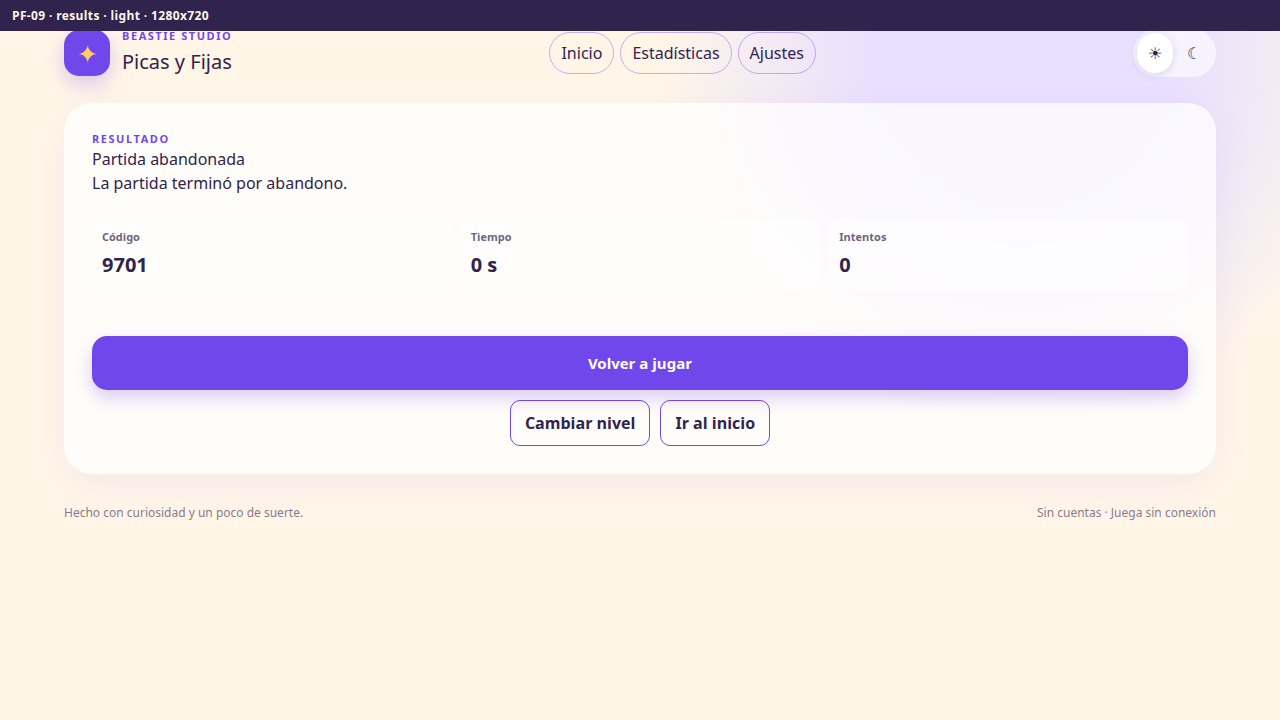 PF-09 · results · light · 1280x720
BEASTIE STUDIO
Picas y Fijas
Inicio
Estadísticas
Ajustes
RESULTADO
Partida abandonada
La partida terminó por abandono.
Código
9701
Tiempo
0 s
Intentos
0
Volver a jugar
Cambiar nivel
Ir al inicio
Hecho con curiosidad y un poco de suerte.
Sin cuentas · Juega sin conexión